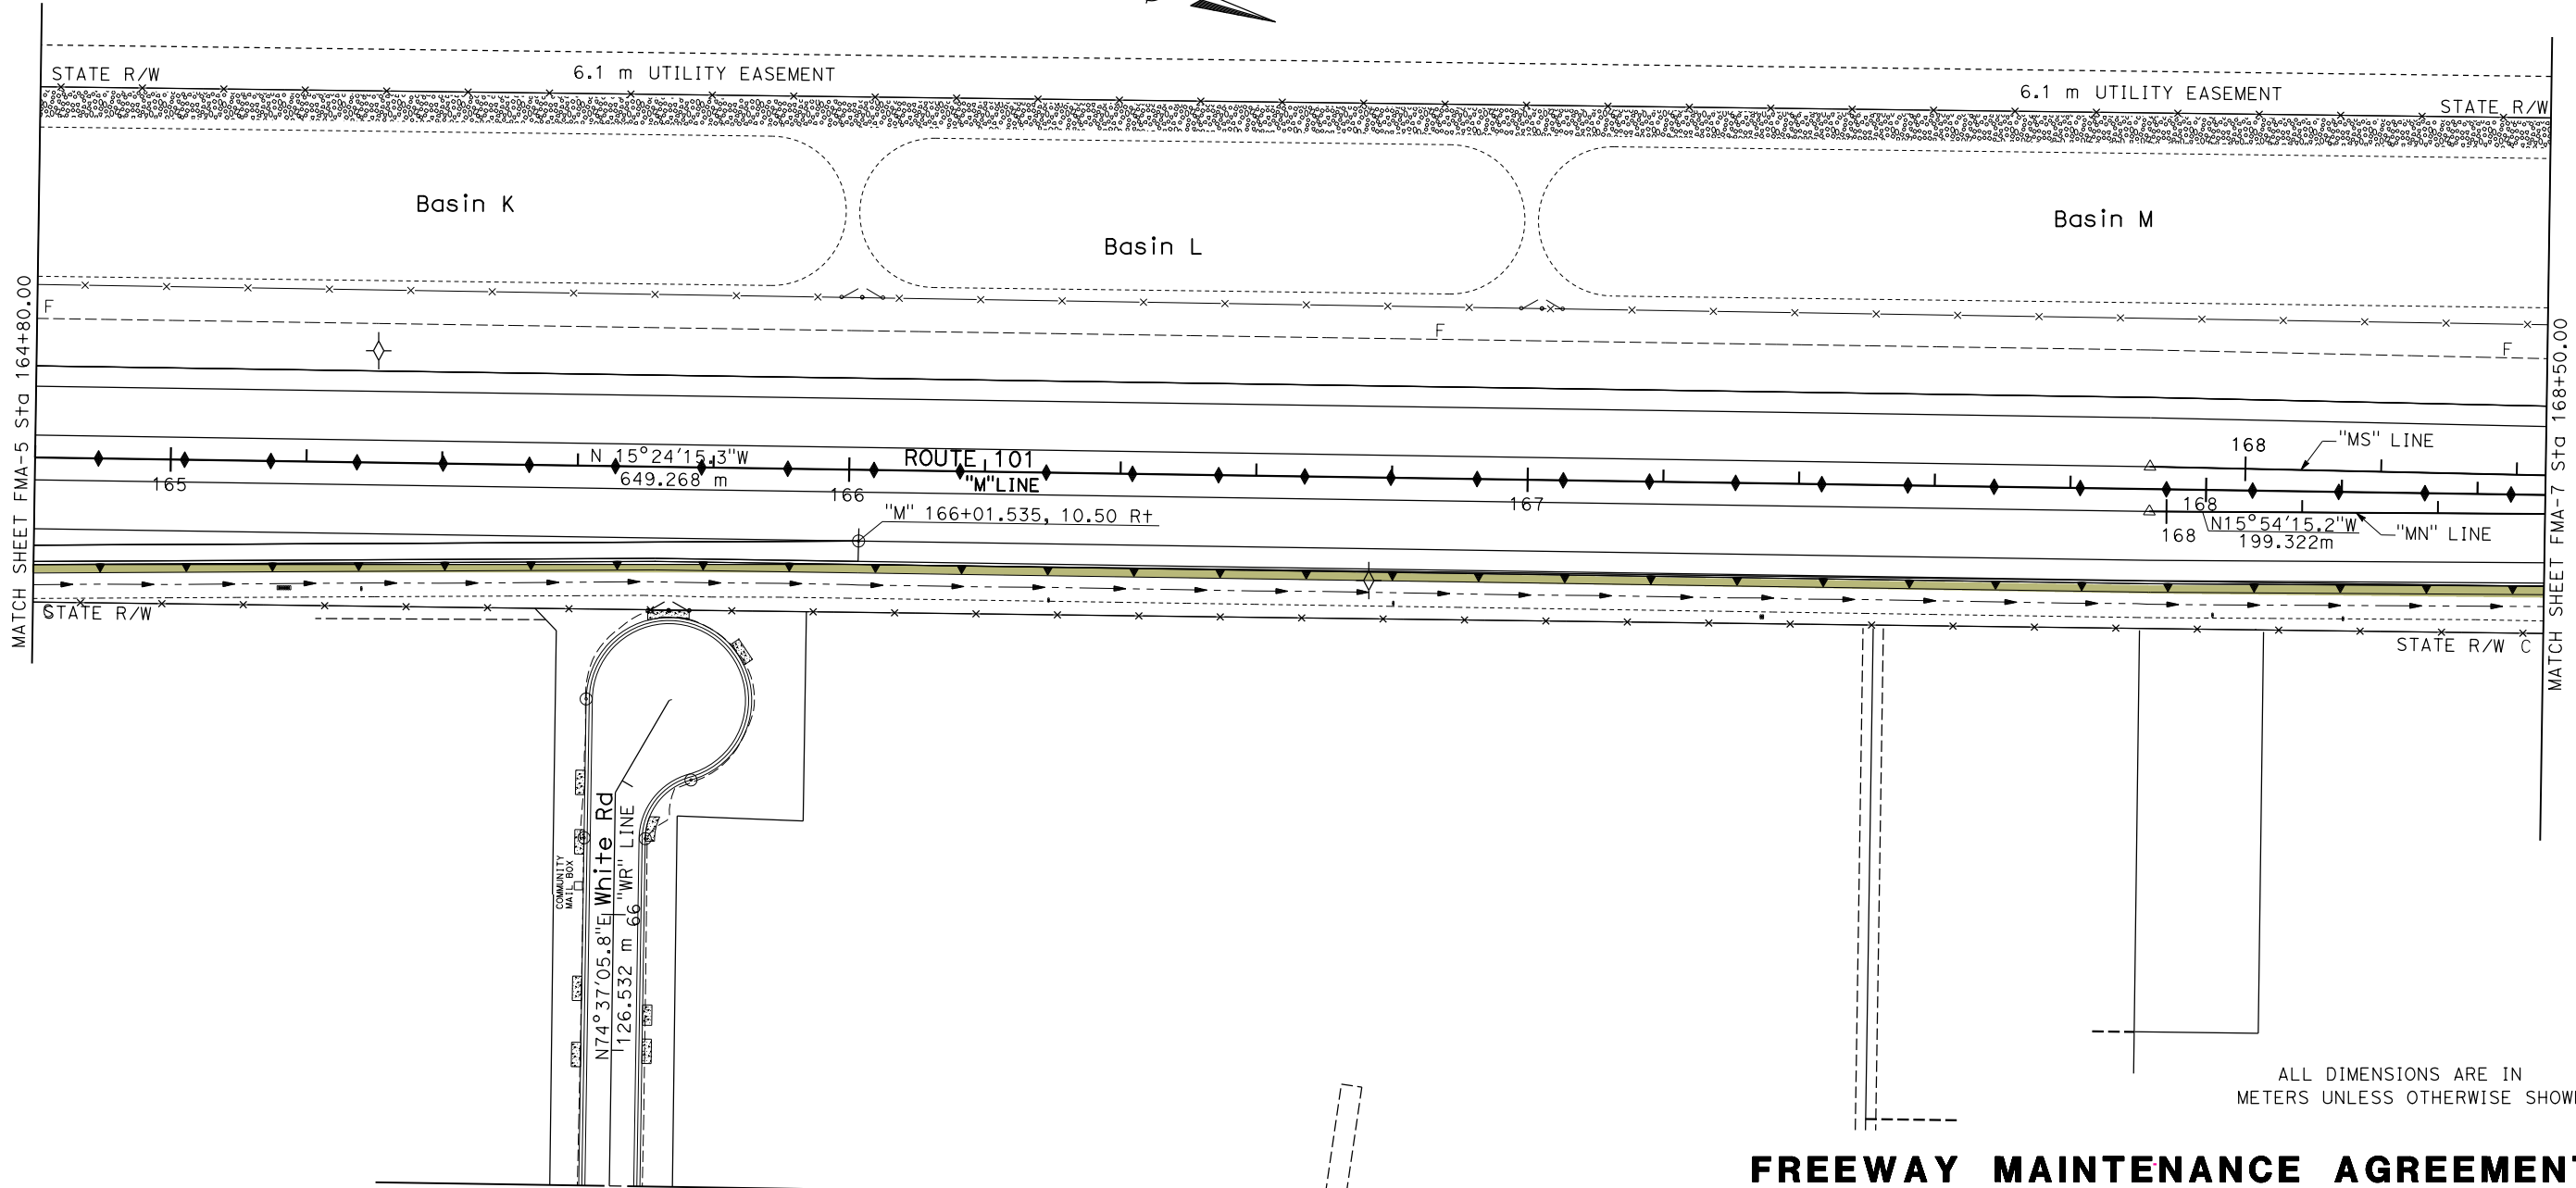 STATE R/W
6.1 m UTILITY EASEMENT
6.1 m UTILITY EASEMENT
STATE R/W
Basin K
Basin L
Basin M
MATCH SHEET FMA-5 Sta 164+80.00
F
F
F
MATCH SHEET FMA-7 Sta 168+50.00
N 15°24'15.3"W
649.268 m
ROUTE 101
"M"LINE
165
166
167
168
"MS" LINE
168
168
N15°54'15.2"W
199.322m
"MN" LINE
"M" 166+01.535, 10.50 Rt
C
STATE R/W
STATE R/W C
COMMUNITY
MAIL BOX
White Rd
"WR" LINE
N74°37'05.8"E
126.532 m
66
ALL DIMENSIONS ARE IN
METERS UNLESS OTHERWISE SHOW
FREEWAY MAINTENANCE AGREEMENT